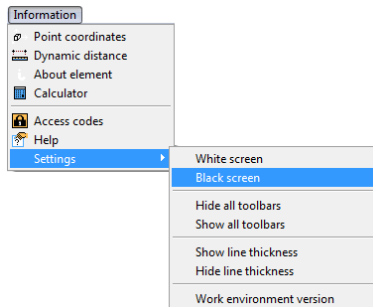 Information
Point coordinates
Dynamic distance
About element
Calculator
Access codes
Help
Settings
White screen
Black screen
Hide all toolbars
Show all toolbars
Show line thickness
Hide line thickness
Work environment version